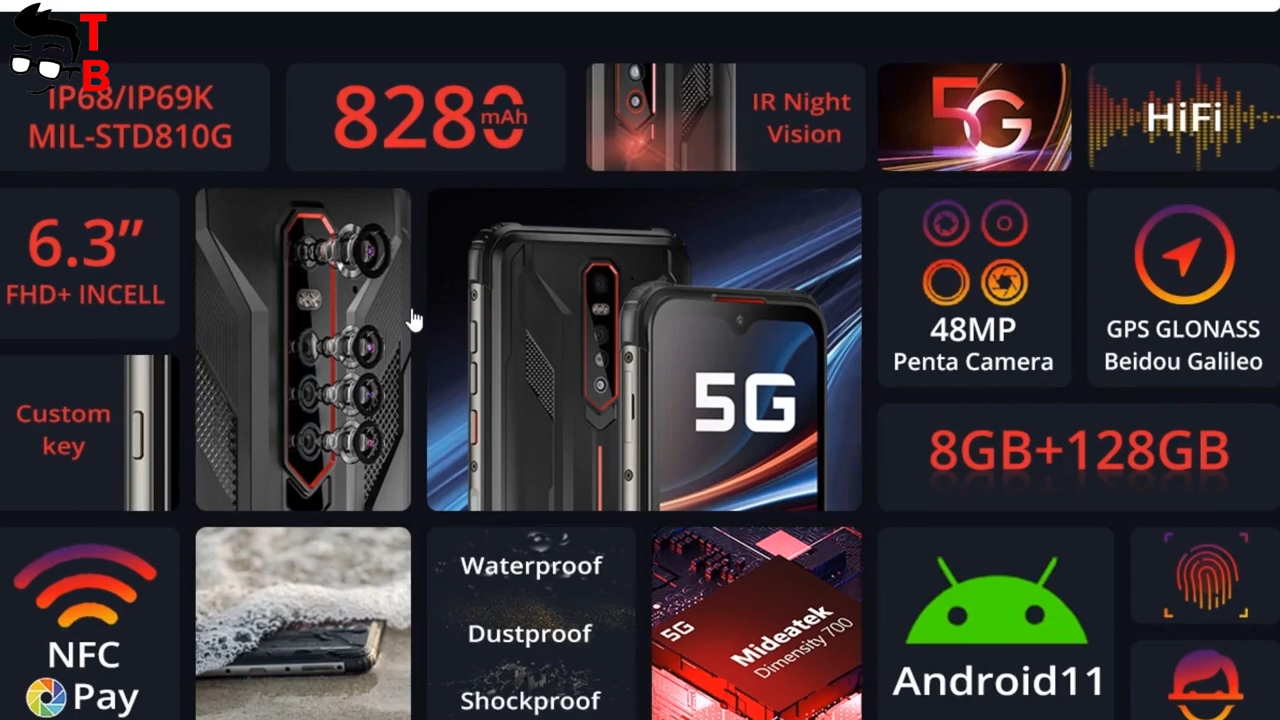 TB
IP68/IP69K
MIL-STD810G
8280 mAh
IR Night
Vision
5G
HiFi
6.3”
FHD+ INCELL
5G
48MP
Penta Camera
GPS GLONASS
Beidou Galileo
Custom
key
8GB+128GB
NFC
Pay
Waterproof
Dustproof
Shockproof
5G
Mideatek
Dimensity 700
Android11